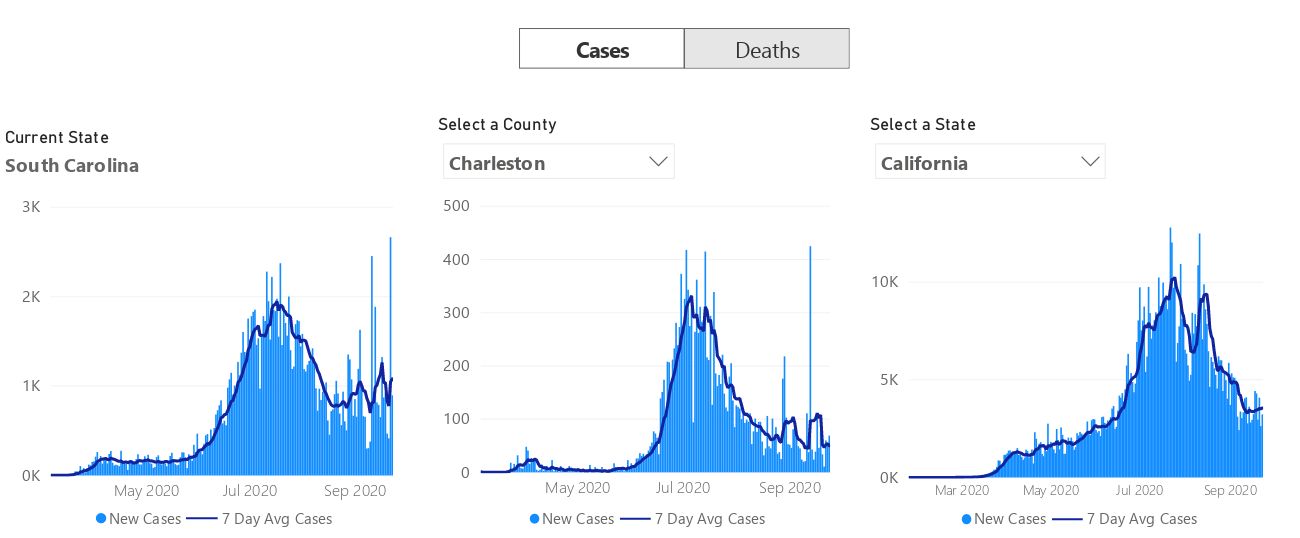 Cases Deaths
Current State
South Carolina
3K
2K
1K
0K
May 2020 Jul 2020 Sep 2020
New Cases 7 Day Avg Cases
Select a County
Charleston
500
400
300
200
100
0
May 2020 Jul 2020 Sep 2020
New Cases 7 Day Avg Cases
Select a State
California
10K
5K
0K
Mar 2020 May 2020 Jul 2020 Sep 2020
New Cases 7 Day Avg Cases